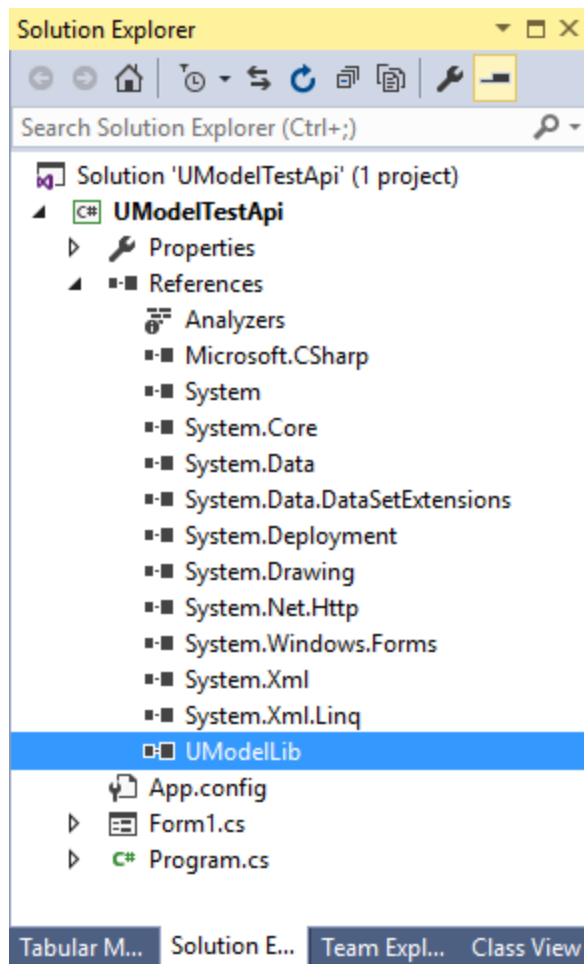 Solution Explorer
Search Solution Explorer (Ctrl+;)
Solution 'UModelTestApi' (1 project)
C# UModelTestApi
Properties
References
Analyzers
Microsoft.CSharp
System
System.Core
System.Data
System.Data.DataSetExtensions
System.Deployment
System.Drawing
System.Net.Http
System.Windows.Forms
System.Xml
System.Xml.Linq
UModelLib
App.config
Form1.cs
C# Program.cs
Tabular M... Solution E... Team Expl... Class View